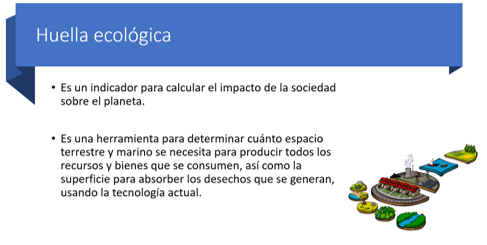 Huella ecológica
• Es un indicador para calcular el impacto de la sociedad
sobre el planeta.
• Es una herramienta para determinar cuánto espacio
terrestre y marino se necesita para producir todos los
recursos y bienes que se consumen, así como la
superficie para absorber los desechos que se generan,
usando la tecnología actual.